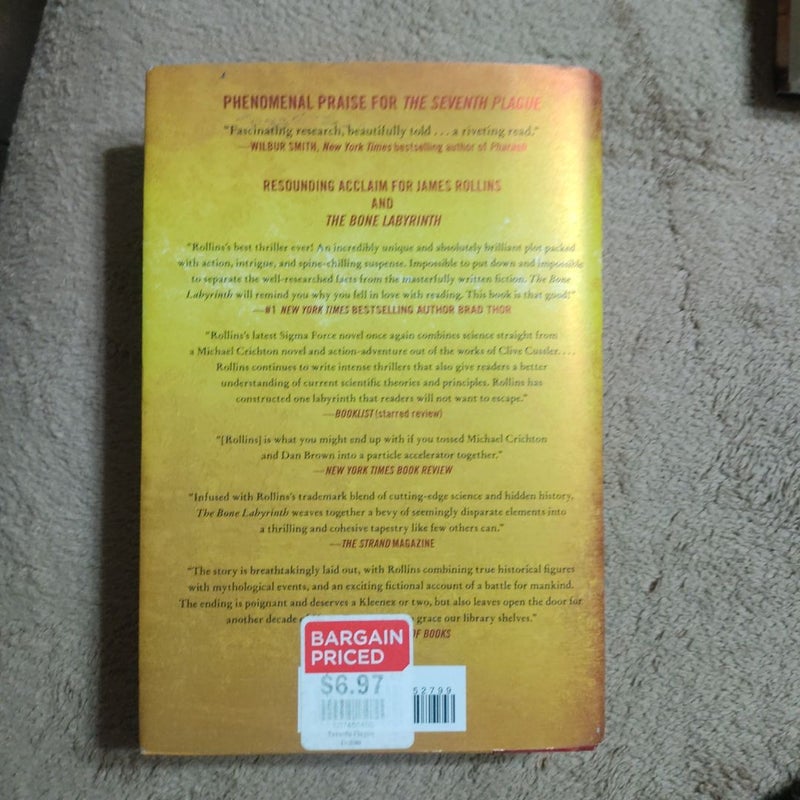 PHENOMENAL PRAISE FOR THE SEVENTH PLAGUE
"Fascinating research, beautifully told . . . a riveting read."
—WILBUR SMITH, New York Times bestselling author of Pharaoh
RESOUNDING ACCLAIM FOR JAMES ROLLINS
AND
THE BONE LABYRINTH
"Rollins's best thriller ever! An incredibly unique and absolutely brilliant plot packed
with action, intrigue, and spine-chilling suspense. Impossible to put down and impossible
to separate the well-researched facts from the masterfully written fiction. The Bone
Labyrinth will remind you why you fell in love with reading. This book is that good!"
—#1 NEW YORK TIMES BESTSELLING AUTHOR BRAD THOR
"Rollins's latest Sigma Force novel once again combines science straight from
a Michael Crichton novel and action-adventure out of the works of Clive Cussler. . . .
Rollins continues to write intense thrillers that also give readers a better
understanding of current scientific theories and principles. Rollins has
constructed one labyrinth that readers will not want to escape."
—BOOKLIST (starred review)
"[Rollins] is what you might end up with if you tossed Michael Crichton
and Dan Brown into a particle accelerator together."
—NEW YORK TIMES BOOK REVIEW
"Infused with Rollins's trademark blend of cutting-edge science and hidden history,
The Bone Labyrinth weaves together a bevy of seemingly disparate elements into
a thrilling and cohesive tapestry like few others can."
—THE STRAND MAGAZINE
"The story is breathtakingly laid out, with Rollins combining true historical figures
with mythological events, and an exciting fictional account of a battle for mankind.
The ending is poignant and deserves a Kleenex or two, but also leaves open the door for
another decade grace our library shelves."
OF BOOKS
BARGAIN
PRICED
$6.97
52799
Seventh Plague